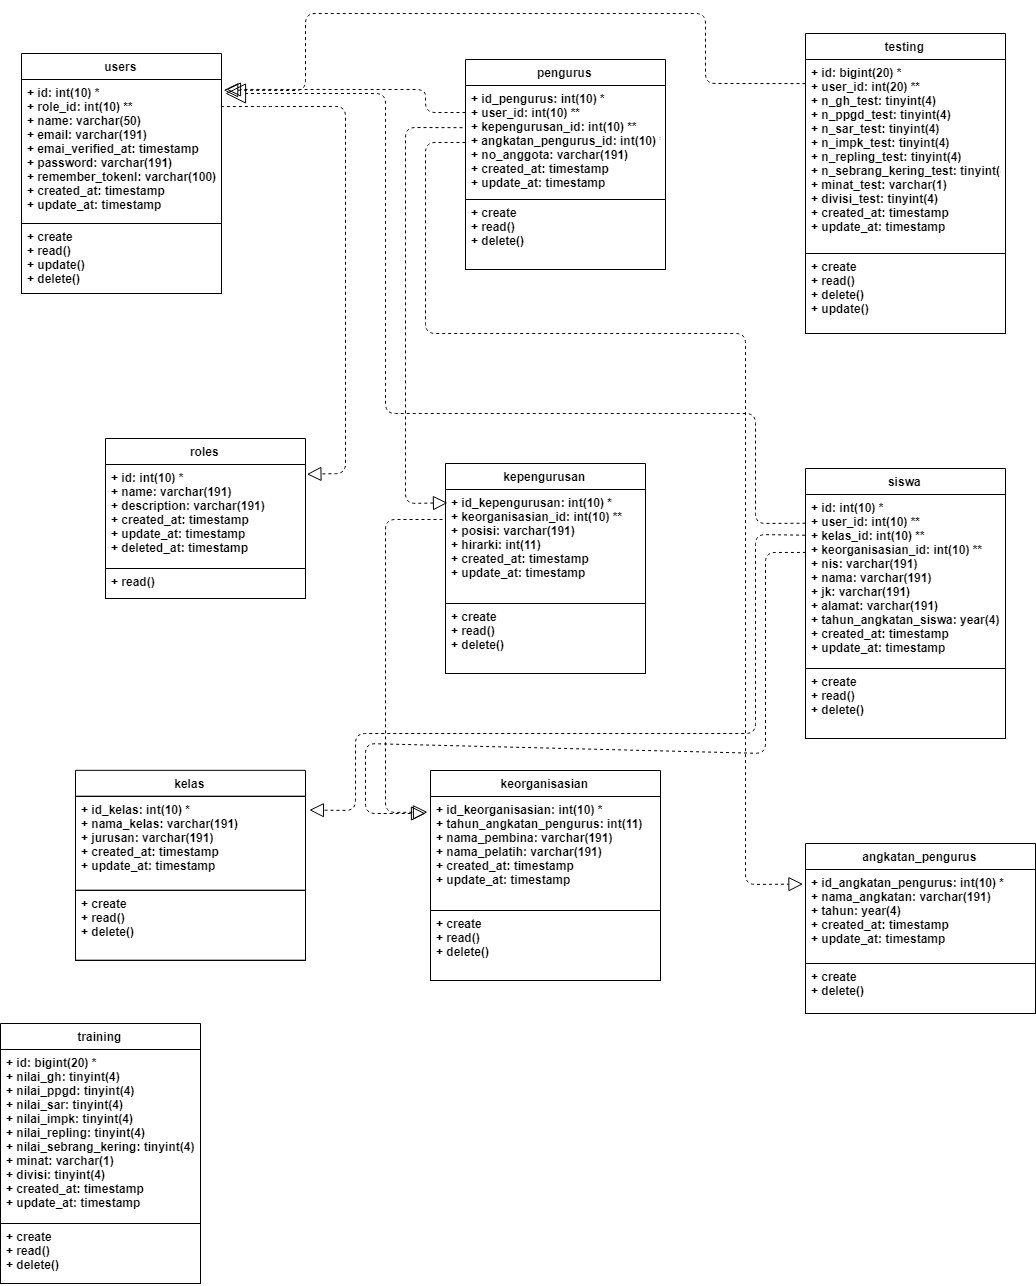 users
+ id: int(10) *
+ role_id: int(10) **
+ name: varchar(50)
+ email: varchar(191)
+ emai_verified_at: timestamp
+ password: varchar(191)
+ remember_tokenl: varchar(100)
+ created_at: timestamp
+ update_at: timestamp
+ create
+ read()
+ update()
+ delete()
pengurus
+ id_pengurus: int(10) *
+ user_id: int(10) **
+ kepengurusan_id: int(10) **
+ angkatan_pengurus_id: int(10)
+ no_anggota: varchar(191)
+ created_at: timestamp
+ update_at: timestamp
+ create
+ read()
+ delete()
testing
+ id: bigint(20) *
+ user_id: int(20) **
+ n_gh_test: tinyint(4)
+ n_ppgd_test: tinyint(4)
+ n_sar_test: tinyint(4)
+ n_impk_test: tinyint(4)
+ n_repling_test: tinyint(4)
+ n_sebrang_kering_test: tinyint(
+ minat_test: varchar(1)
+ divisi_test: tinyint(4)
+ created_at: timestamp
+ update_at: timestamp
+ create
+ read()
+ delete()
+ update()
roles
+ id: int(10) *
+ name: varchar(191)
+ description: varchar(191)
+ created_at: timestamp
+ update_at: timestamp
+ deleted_at: timestamp
+ read()
kepengurusan
+ id_kepengurusan: int(10) *
+ keorganisasian_id: int(10) **
+ posisi: varchar(191)
+ hirarki: int(11)
+ created_at: timestamp
+ update_at: timestamp
+ create
+ read()
+ delete()
siswa
+ id: int(10) *
+ user_id: int(10) **
+ kelas_id: int(10) **
+ keorganisasian_id: int(10) **
+ nis: varchar(191)
+ nama: varchar(191)
+ jk: varchar(191)
+ alamat: varchar(191)
+ tahun_angkatan_siswa: year(4)
+ created_at: timestamp
+ update_at: timestamp
+ create
+ read()
+ delete()
kelas
+ id_kelas: int(10) *
+ nama_kelas: varchar(191)
+ jurusan: varchar(191)
+ created_at: timestamp
+ update_at: timestamp
+ create
+ read()
+ delete()
keorganisasian
+ id_keorganisasian: int(10) *
+ tahun_angkatan_pengurus: int(11)
+ nama_pembina: varchar(191)
+ nama_pelatih: varchar(191)
+ created_at: timestamp
+ update_at: timestamp
+ create
+ read()
+ delete()
angkatan_pengurus
+ id_angkatan_pengurus: int(10) *
+ nama_angkatan: varchar(191)
+ tahun: year(4)
+ created_at: timestamp
+ update_at: timestamp
+ create
+ delete()
training
+ id: bigint(20) *
+ nilai_gh: tinyint(4)
+ nilai_ppgd: tinyint(4)
+ nilai_sar: tinyint(4)
+ nilai_impk: tinyint(4)
+ nilai_repling: tinyint(4)
+ nilai_sebrang_kering: tinyint(4)
+ minat: varchar(1)
+ divisi: tinyint(4)
+ created_at: timestamp
+ update_at: timestamp
+ create
+ read()
+ delete()